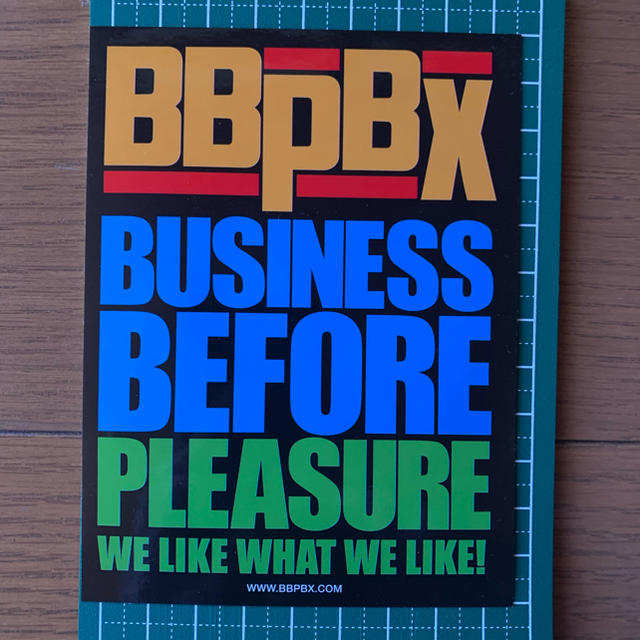 BBpBx
BUSINESS
BEFORE
PLEASURE
WE LIKE WHAT WE LIKE!
WWW.BBPBX.COM